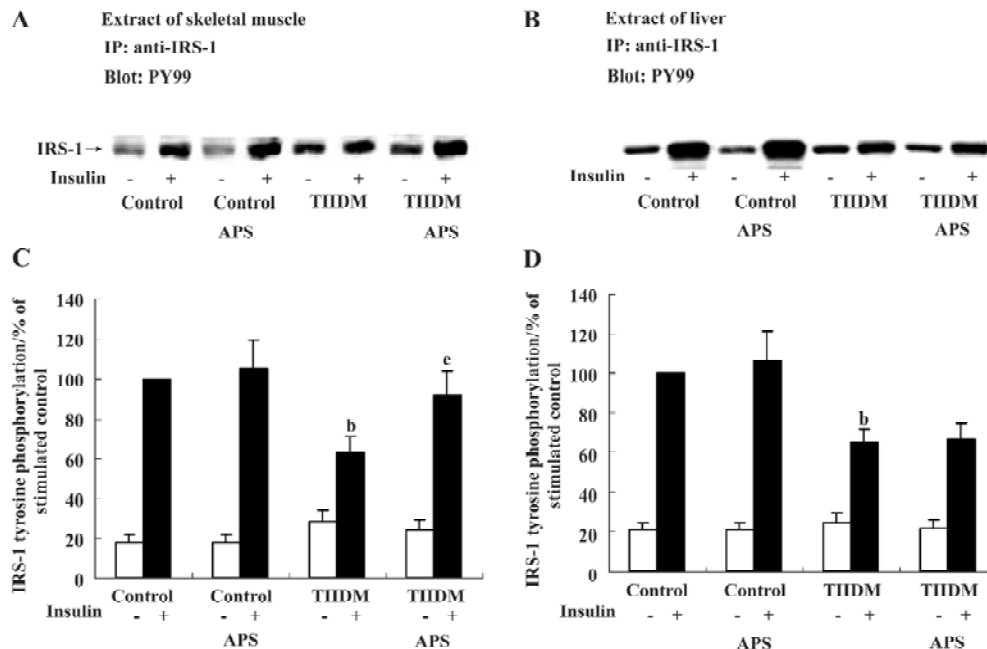 A
Extract of skeletal muscle
IP: anti-IRS-1
Blot: PY99
IRS-1→
Insulin - + - + - + - +
Control Control TIIDM TIIDM
APS APS
B
Extract of liver
IP: anti-IRS-1
Blot: PY99
Insulin - + - + - + - +
Control Control TIIDM TIIDM
APS APS
C
IRS-1 tyrosine phosphorylation/% of
stimulated control
140
120
100
80
60
40
20
0
b
c
Control Control TIIDM TIIDM
Insulin - + - + - + - +
APS APS
D
IRS-1 tyrosine phosphorylation/% of
stimulated control
140
120
100
80
60
40
20
0
b
Control Control TIIDM TIIDM
Insulin - + - + - + - +
APS APS